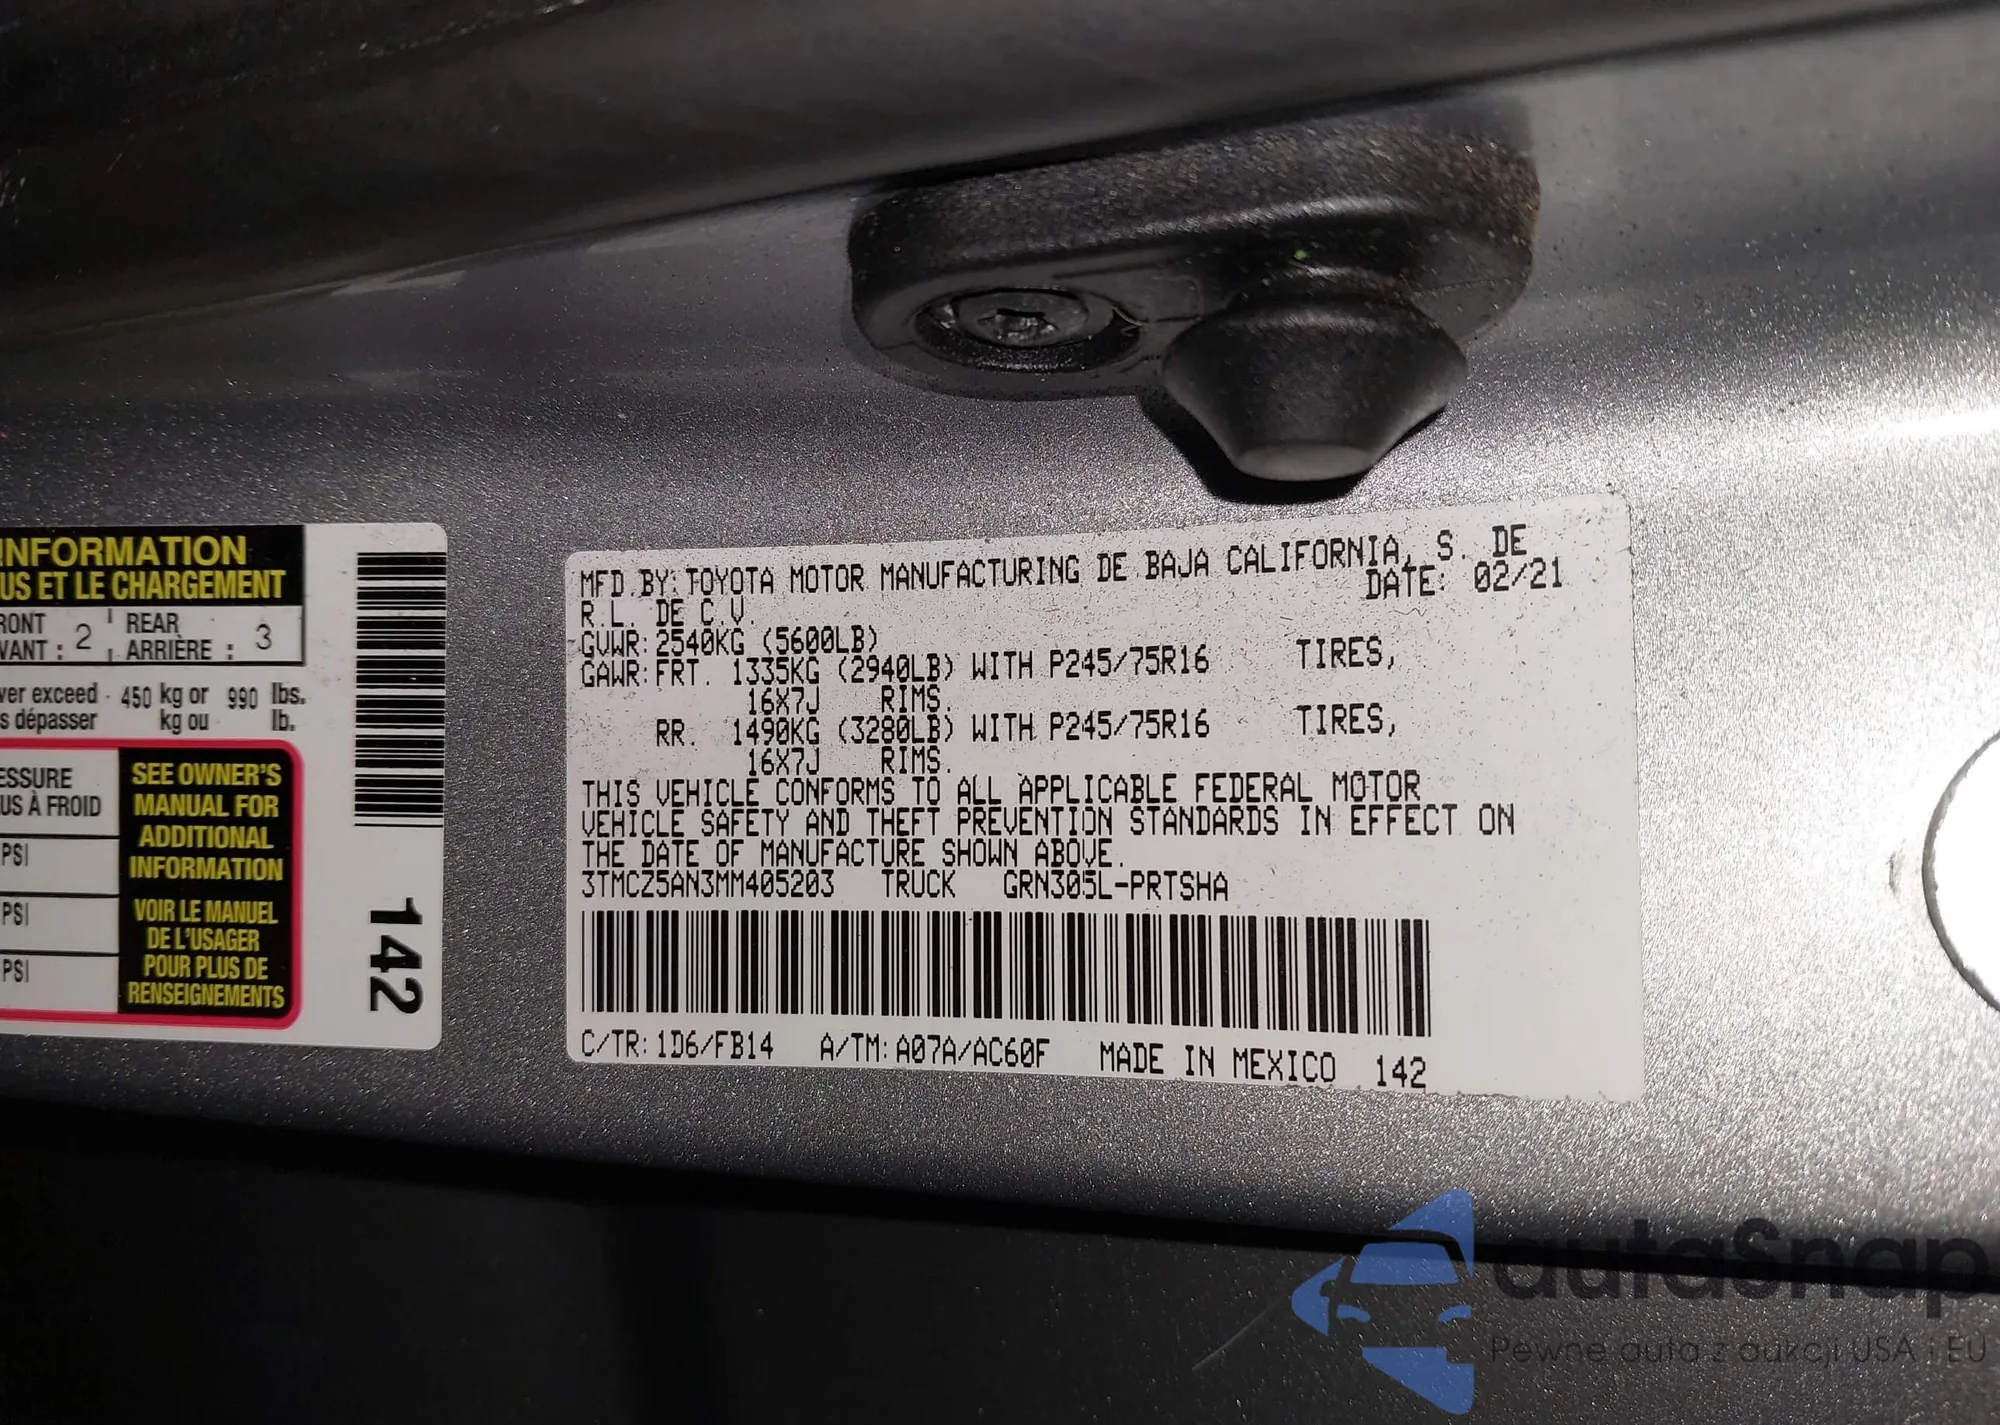 INFORMATION
US ET LE CHARGEMENT
RONT 2 REAR 3
VANT : ARRIÈRE :
ver exceed 450 kg or 990 lbs.
s dépasser kg ou lb.
ESSURE
US À FROID
PSI
PSI
PSI
SEE OWNER'S
MANUAL FOR
ADDITIONAL
INFORMATION
VOIR LE MANUEL
DE L'USAGER
POUR PLUS DE
RENSEIGNEMENTS
142
MFD.BY:TOYOTA MOTOR MANUFACTURING DE BAJA CALIFORNIA, S. DE
R.L. DE C.V. DATE: 02/21
GVWR:2540KG (5600LB)
GAWR:FRT. 1335KG (2940LB) WITH P245/75R16 TIRES,
16X7J RIMS.
RR. 1490KG (3280LB) WITH P245/75R16 TIRES,
16X7J RIMS.
THIS VEHICLE CONFORMS TO ALL APPLICABLE FEDERAL MOTOR
VEHICLE SAFETY AND THEFT PREVENTION STANDARDS IN EFFECT ON
THE DATE OF MANUFACTURE SHOWN ABOVE.
3TMCZ5AN3MM405203 TRUCK GRN305L-PRTSHA
C/TR:1D6/FB14 A/TM:A07A/AC60F MADE IN MEXICO 142
autaSnap
Pewne auta z aukcji USA i EU